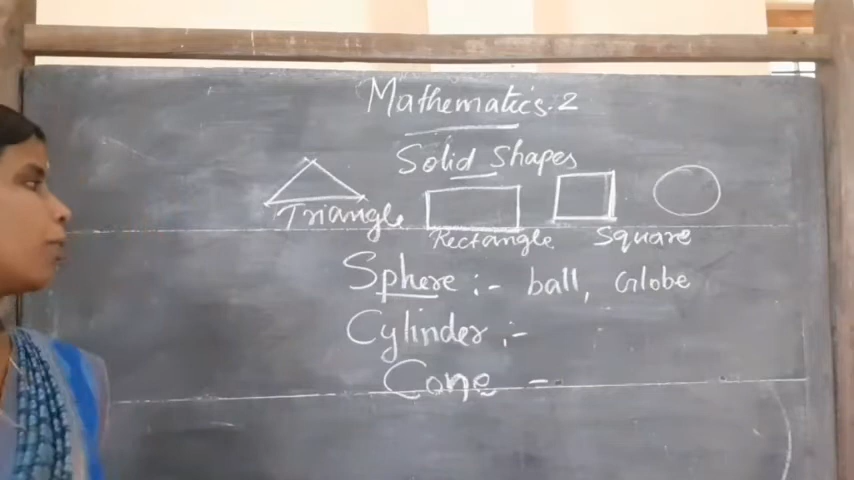 Mathematics. 2
Solid Shapes
Triangle
Rectangle Square
Sphere :- ball, Globe
Cylinder :-
Cone -